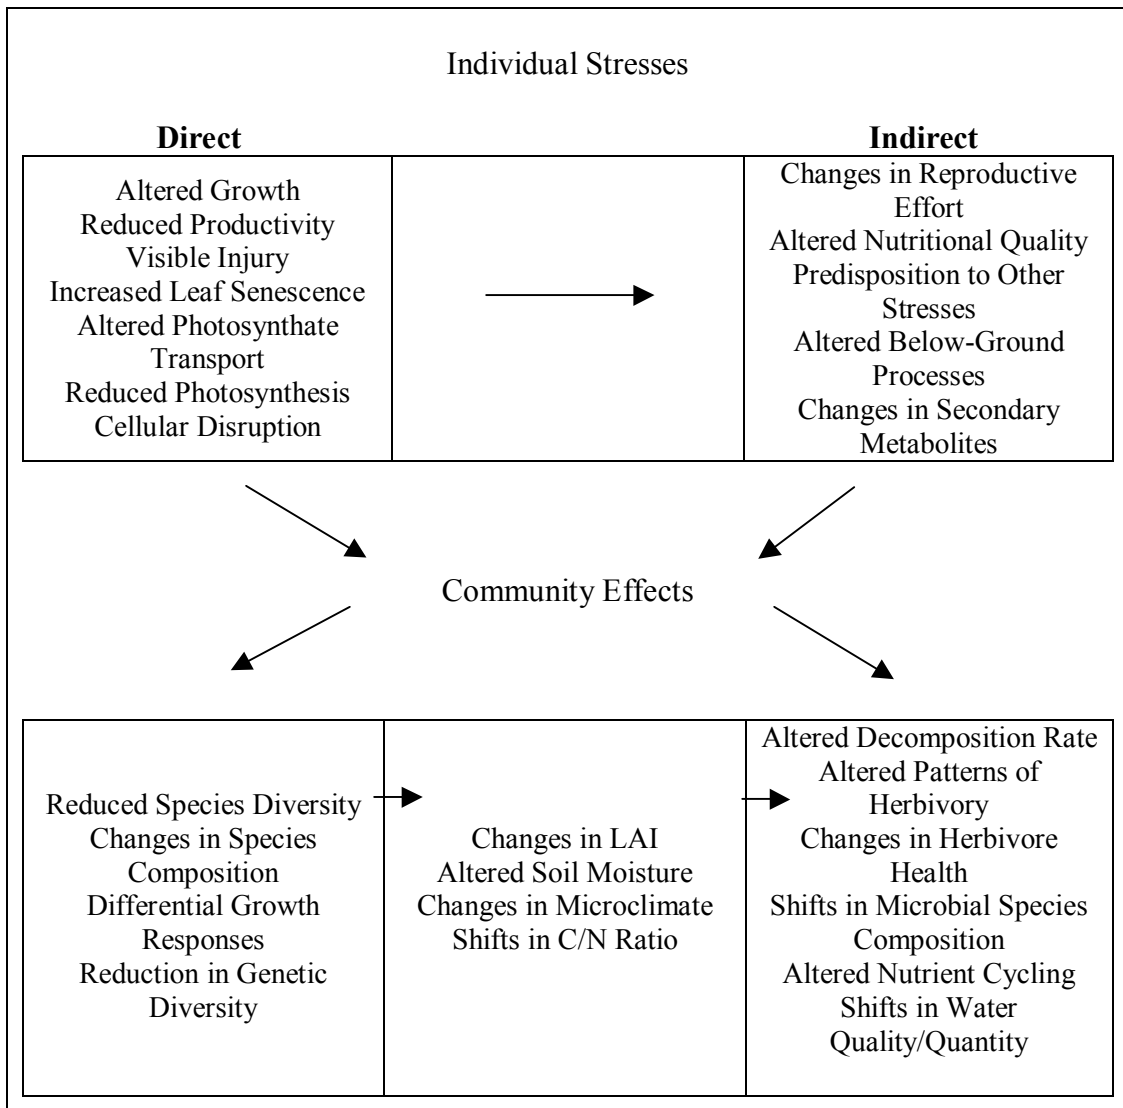 Individual Stresses
Direct
Indirect
Altered Growth
Reduced Productivity
Visible Injury
Increased Leaf Senescence
Altered Photosynthate
Transport
Reduced Photosynthesis
Cellular Disruption
Changes in Reproductive
Effort
Altered Nutritional Quality
Predisposition to Other
Stresses
Altered Below-Ground
Processes
Changes in Secondary
Metabolites
Community Effects
Reduced Species Diversity
Changes in Species
Composition
Differential Growth
Responses
Reduction in Genetic
Diversity
Changes in LAI
Altered Soil Moisture
Changes in Microclimate
Shifts in C/N Ratio
Altered Decomposition Rate
Altered Patterns of
Herbivory
Changes in Herbivore
Health
Shifts in Microbial Species
Composition
Altered Nutrient Cycling
Shifts in Water
Quality/Quantity